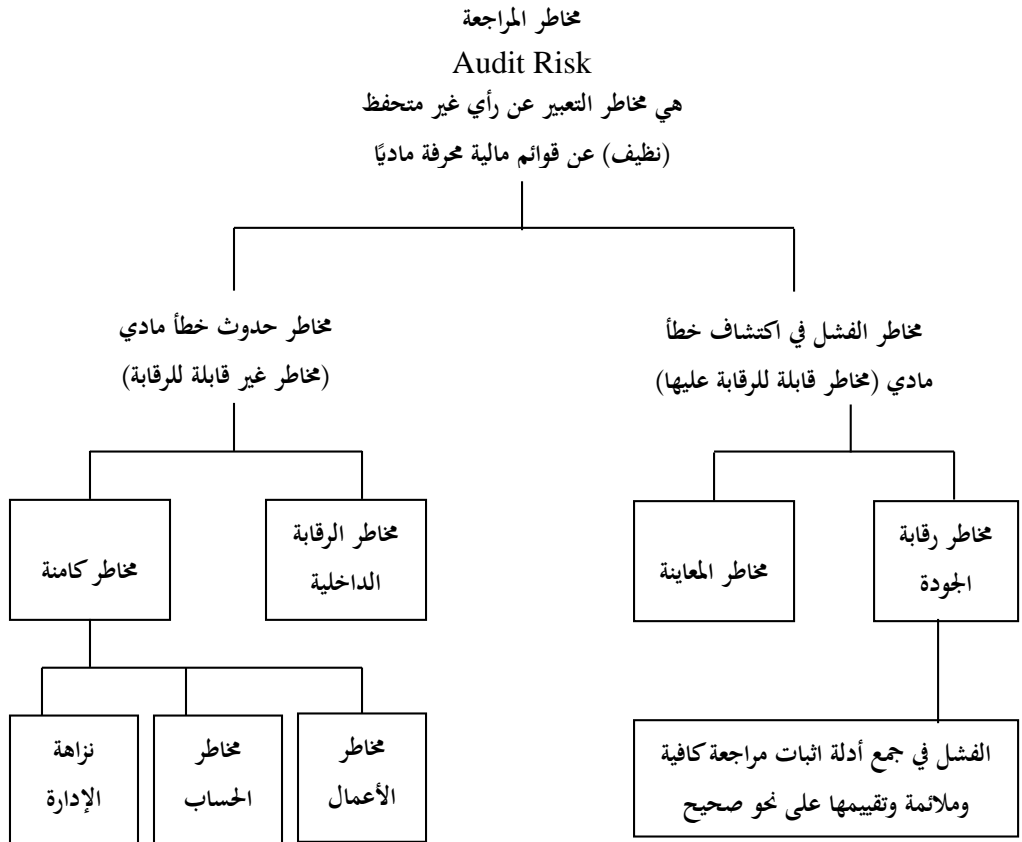 مخاطر المراجعة
Audit Risk
هي مخاطر التعبير عن رأي غير متحفظ
(نظيف) عن قوائم مالية محرفة ماديًا
مخاطر الفشل في اكتشاف خطأ
مادي (مخاطر قابلة للرقابة عليها)
مخاطر حدوث خطأ مادي
(مخاطر غير قابلة للرقابة)
مخاطر رقابة
الجودة
مخاطر المعاينة
مخاطر الرقابة
الداخلية
مخاطر كامنة
الفشل في جمع أدلة اثبات مراجعة كافية
وملائمة وتقييمها على نحو صحيح
مخاطر
الأعمال
مخاطر
الحساب
نزاهة
الإدارة